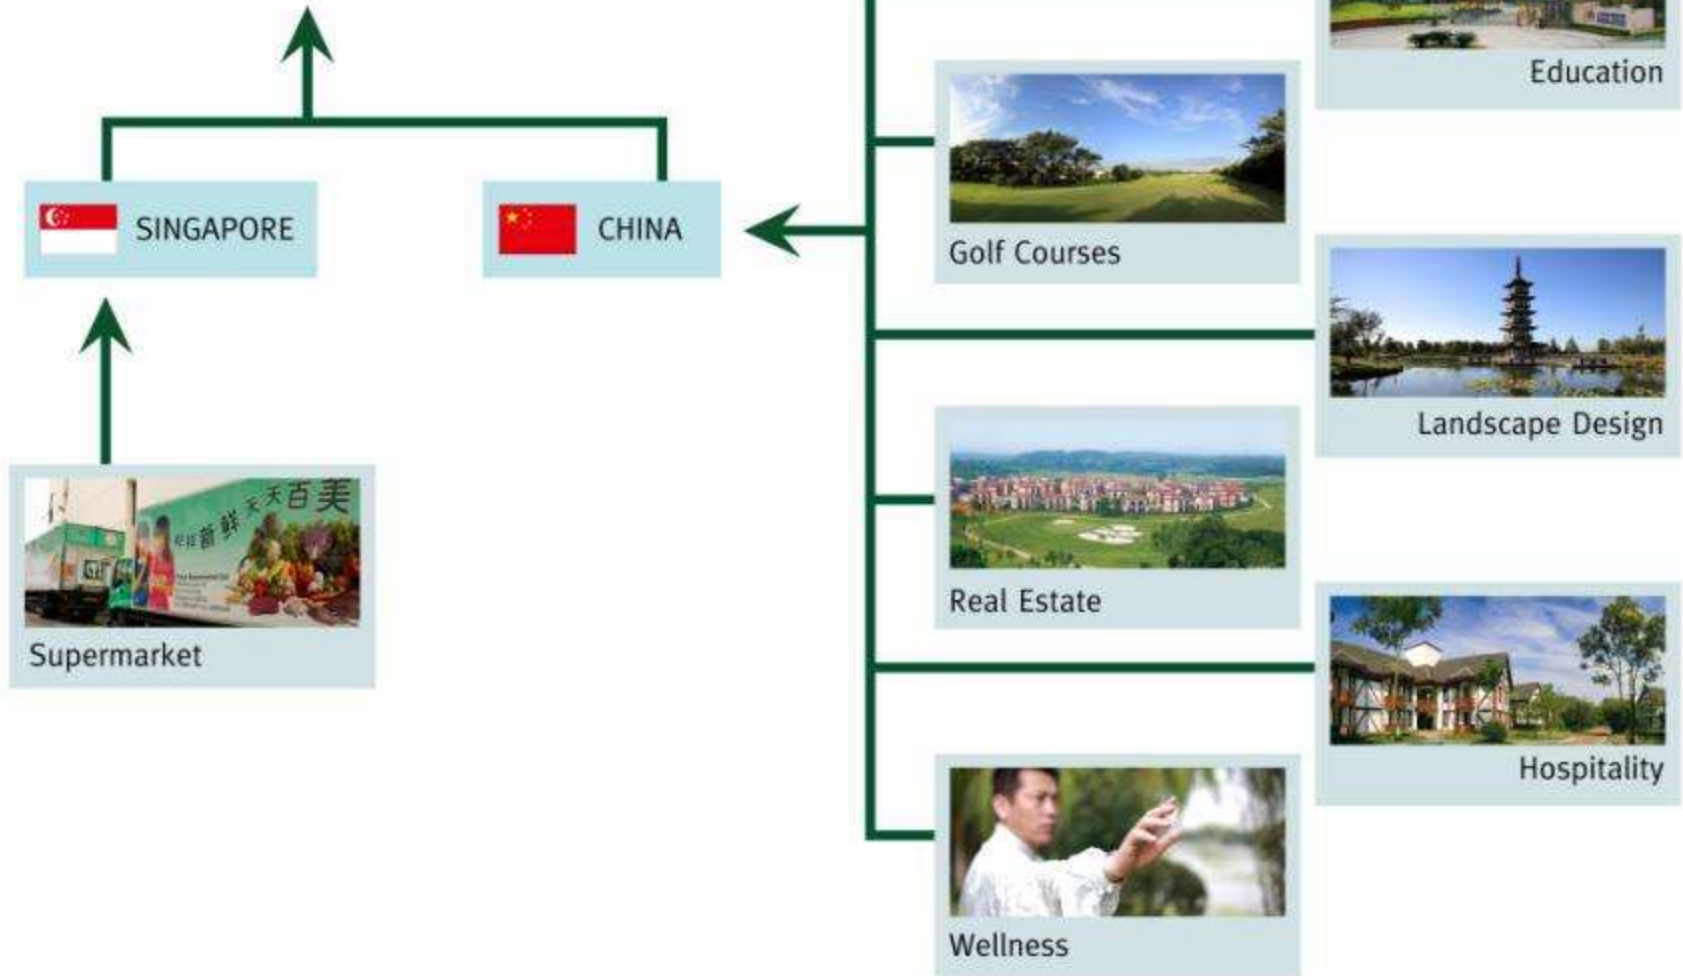 Education
SINGAPORE
CHINA
Golf Courses
Landscape Design
天天百美
新鲜
Supermarket
Real Estate
Hospitality
Wellness